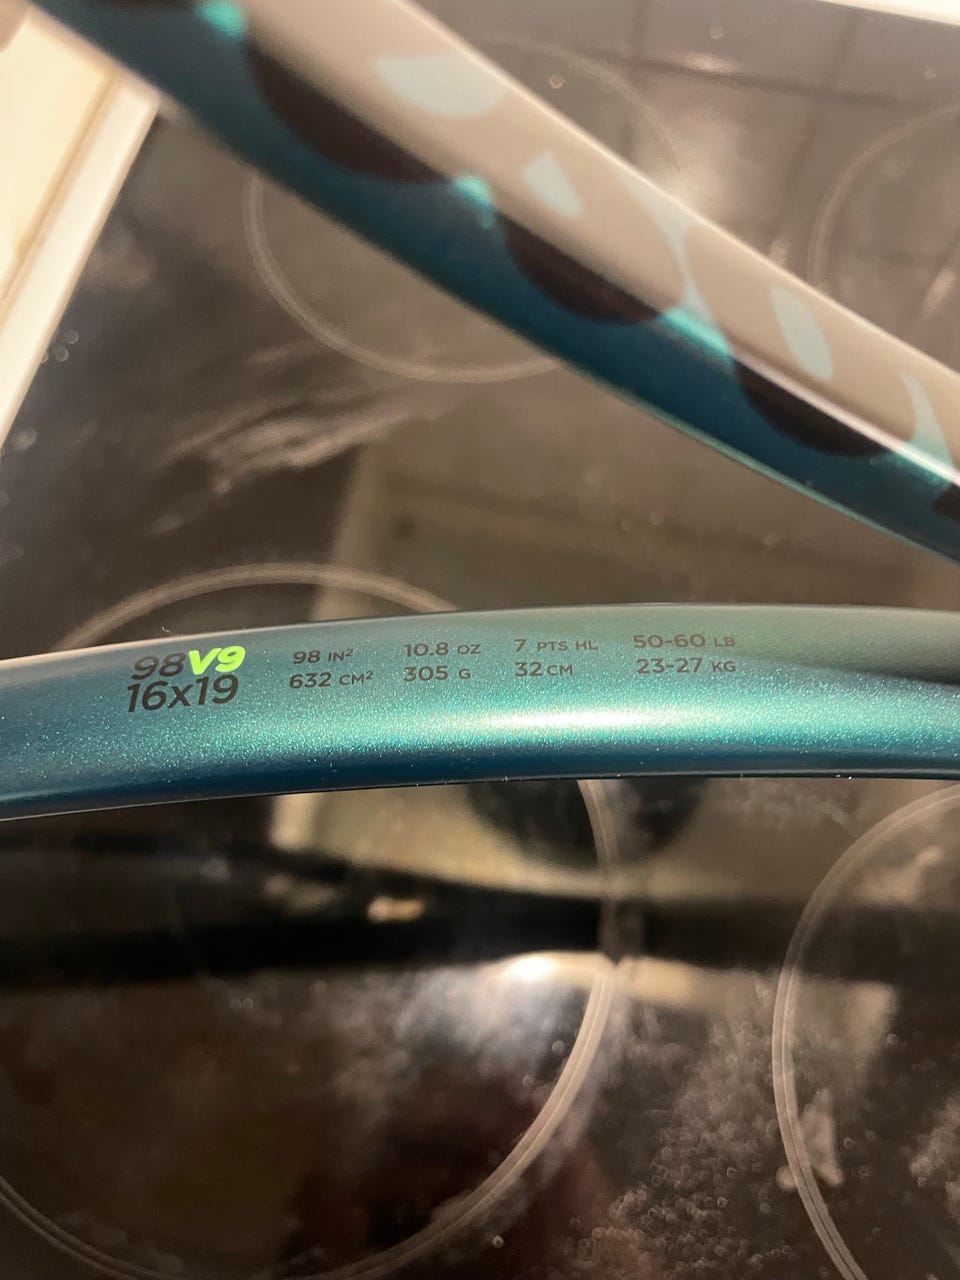 98V9 98 IN² 10.8 OZ 7 PTS HL 50-60 LB
16x19 632 CM² 305 G 32 CM 23-27 KG